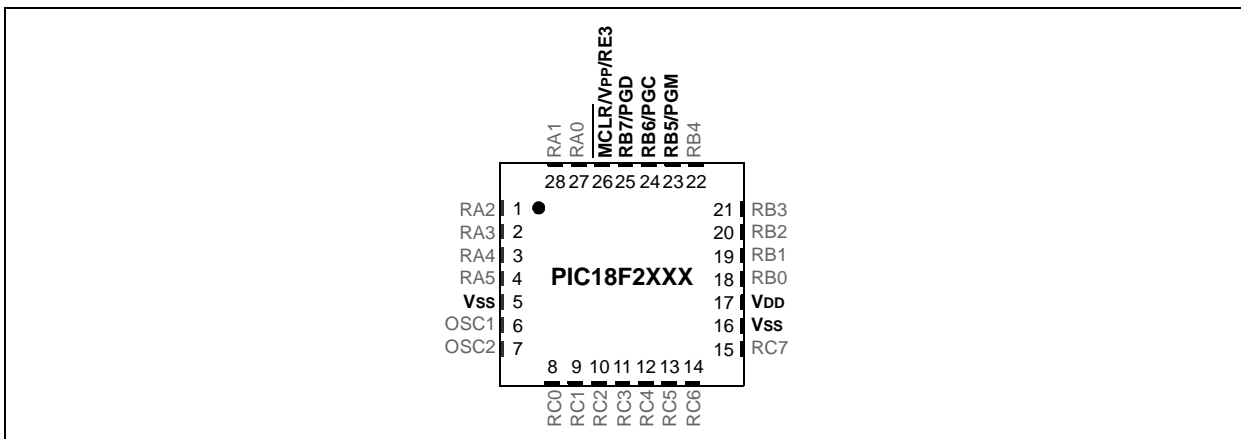 RA1
RA0
MCLR/VPP/RE3
RB7/PGD
RB6/PGC
RB5/PGM
RB4
28 27 26 25 24 23 22
RA2 1
RA3 2
RA4 3
RA5 4
VSS 5
OSC1 6
OSC2 7
PIC18F2XXX
21 RB3
20 RB2
19 RB1
18 RB0
17 VDD
16 VSS
15 RC7
8 9 10 11 12 13 14
RC0
RC1
RC2
RC3
RC4
RC5
RC6